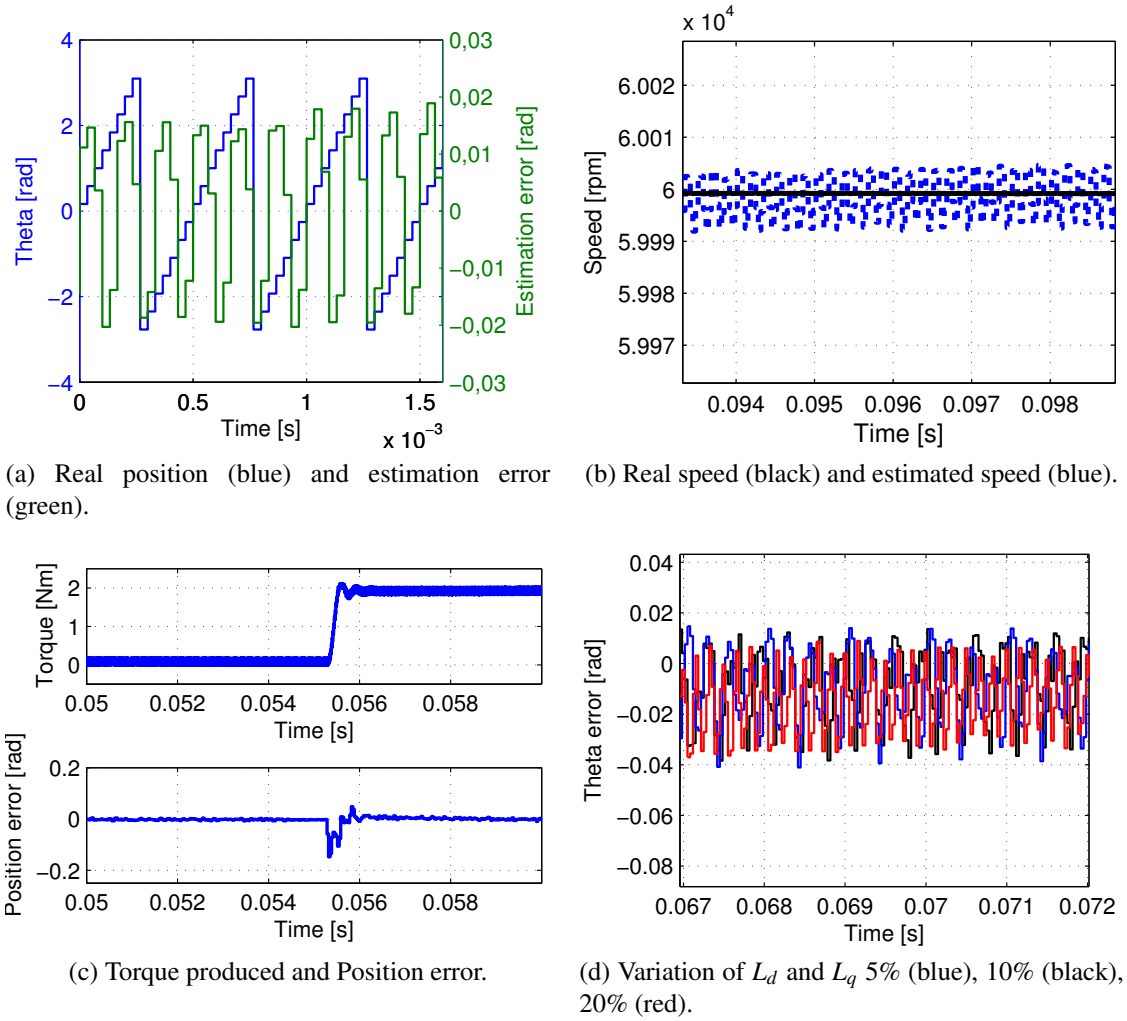 0,03
0,02
0,01
0
−0,01
−0,02
−0,03
Estimation error [rad]
4
2
0
−2
−4
Theta [rad]
0
0.5
1
1.5
x 10⁻³
Time [s]
(a) Real position (blue) and estimation error
(green).
x 10⁴
6.002
6.001
6
5.999
5.998
5.997
Speed [rpm]
0.094
0.095
0.096
0.097
0.098
Time [s]
(b) Real speed (black) and estimated speed (blue).
2
1
0
Torque [Nm]
0.05
0.052
0.054
0.056
0.058
Time [s]
0.2
0
−0.2
Position error [rad]
0.05
0.052
0.054
0.056
0.058
Time [s]
(c) Torque produced and Position error.
0.04
0.02
0
−0.02
−0.04
−0.06
−0.08
Theta error [rad]
0.067
0.068
0.069
0.07
0.071
0.072
Time [s]
(d) Variation of L_d and L_q 5% (blue), 10% (black),
20% (red).